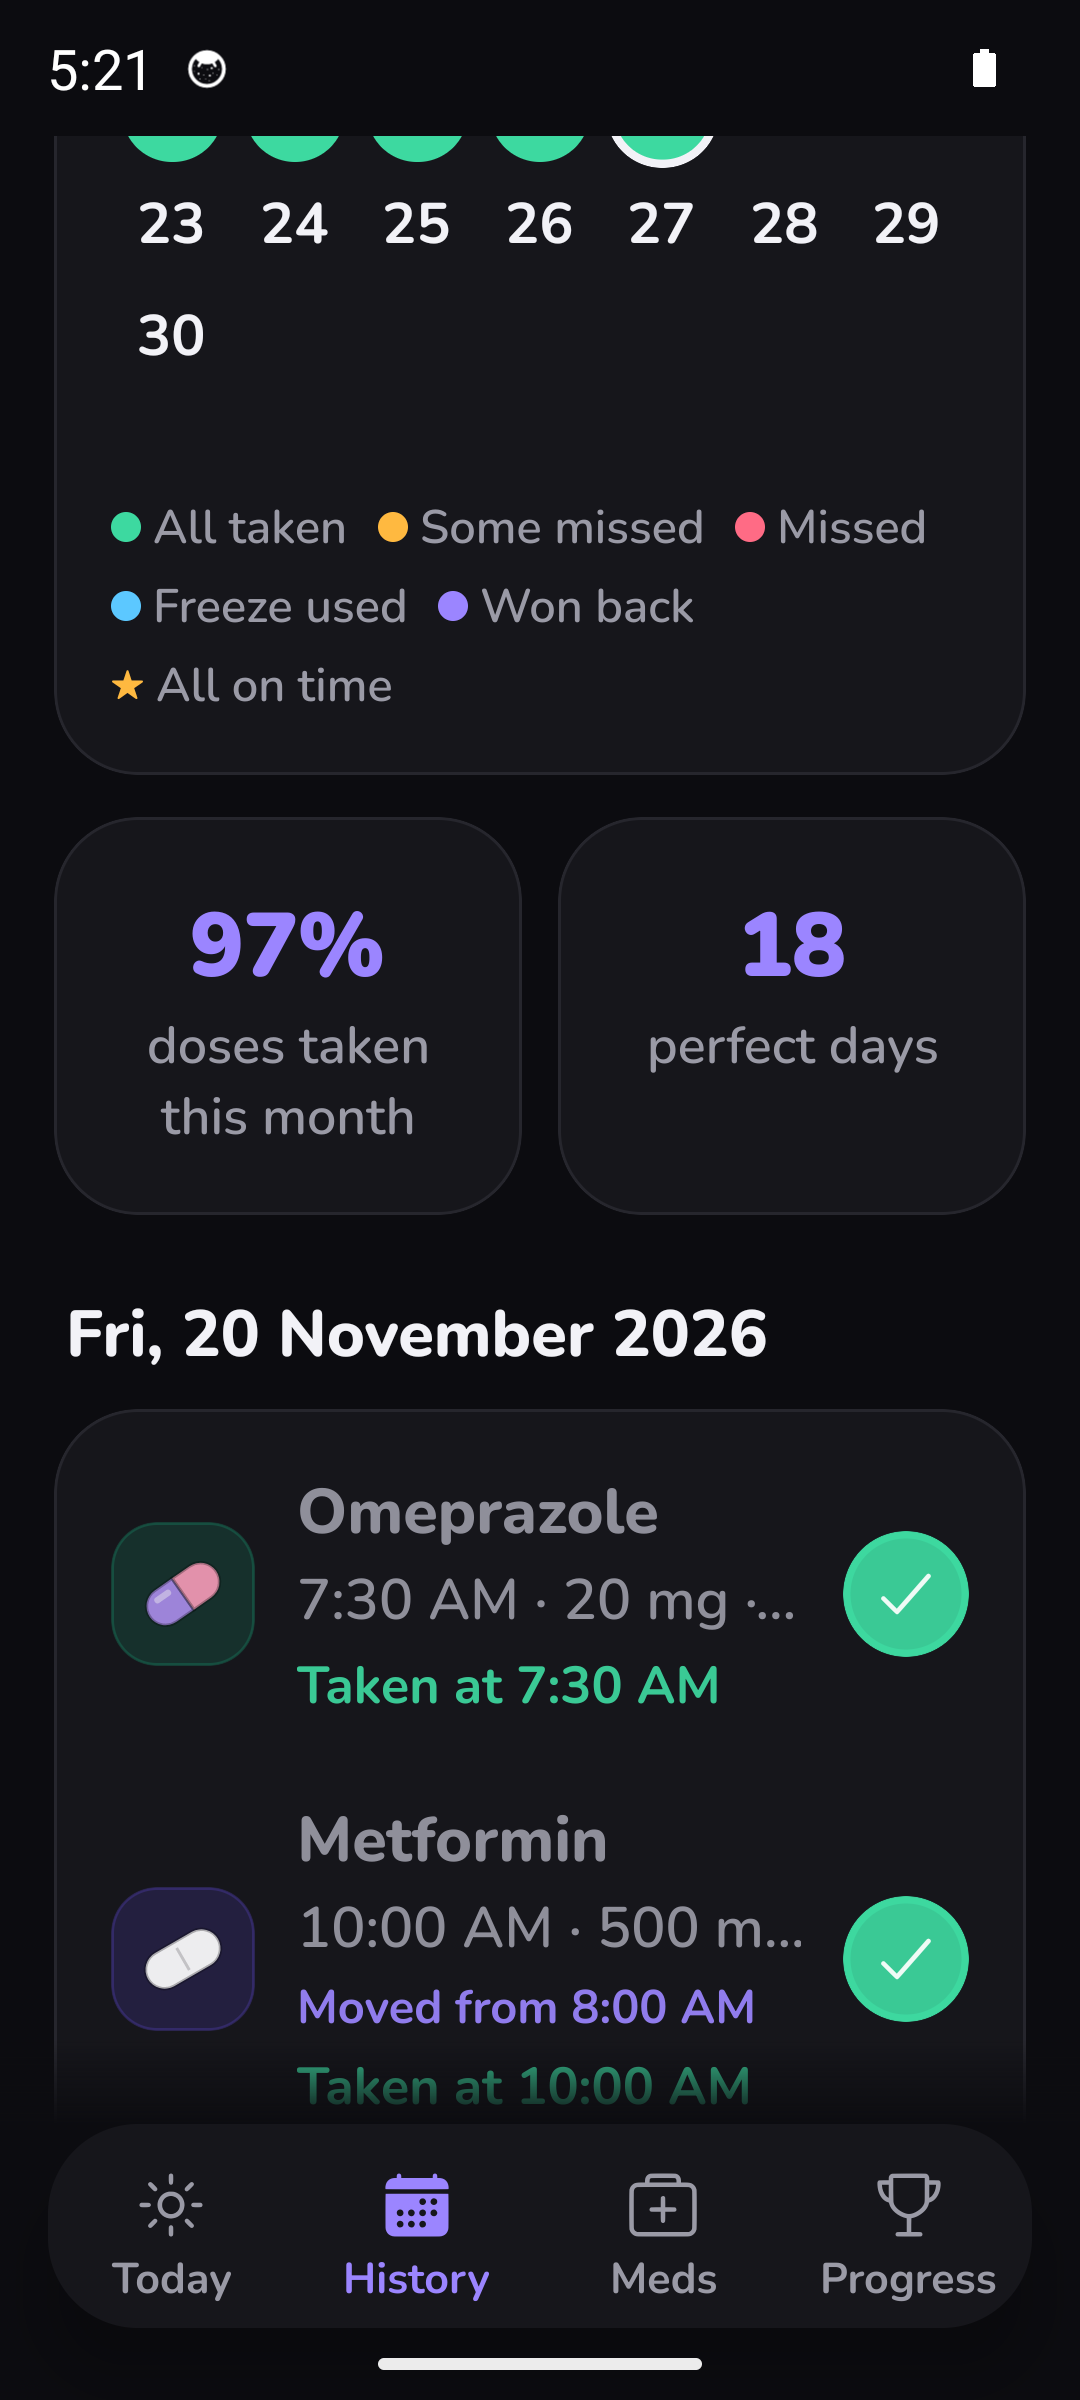 5:21
23 24 25 26 27 28 29
30
All taken Some missed Missed
Freeze used Won back
All on time
97%
doses taken
this month
18
perfect days
Fri, 20 November 2026
Omeprazole
7:30 AM · 20 mg ·...
Taken at 7:30 AM
Metformin
10:00 AM · 500 m...
Moved from 8:00 AM
Taken at 10:00 AM
Today History Meds Progress